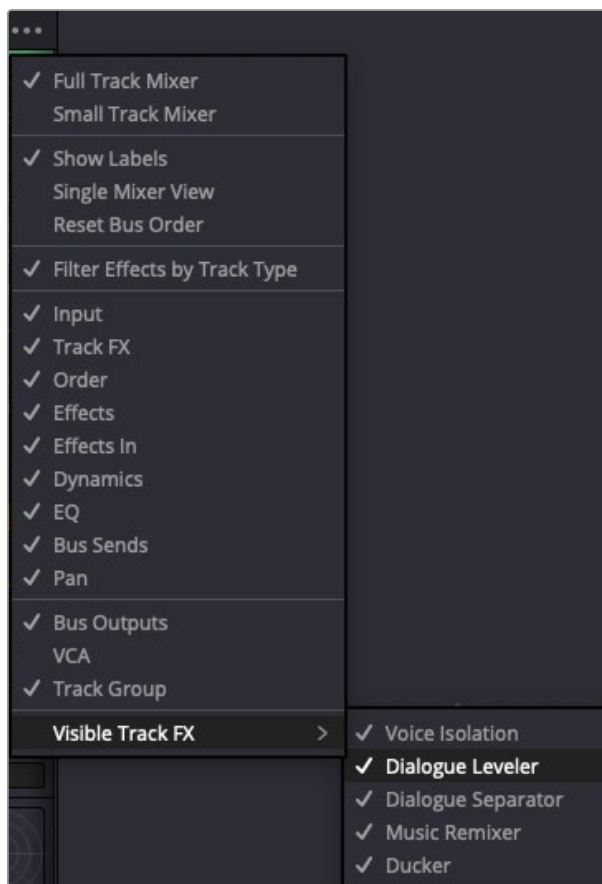 Full Track Mixer
Small Track Mixer
Show Labels
Single Mixer View
Reset Bus Order
Filter Effects by Track Type
Input
Track FX
Order
Effects
Effects In
Dynamics
EQ
Bus Sends
Pan
Bus Outputs
VCA
Track Group
Visible Track FX
Voice Isolation
Dialogue Leveler
Dialogue Separator
Music Remixer
Ducker